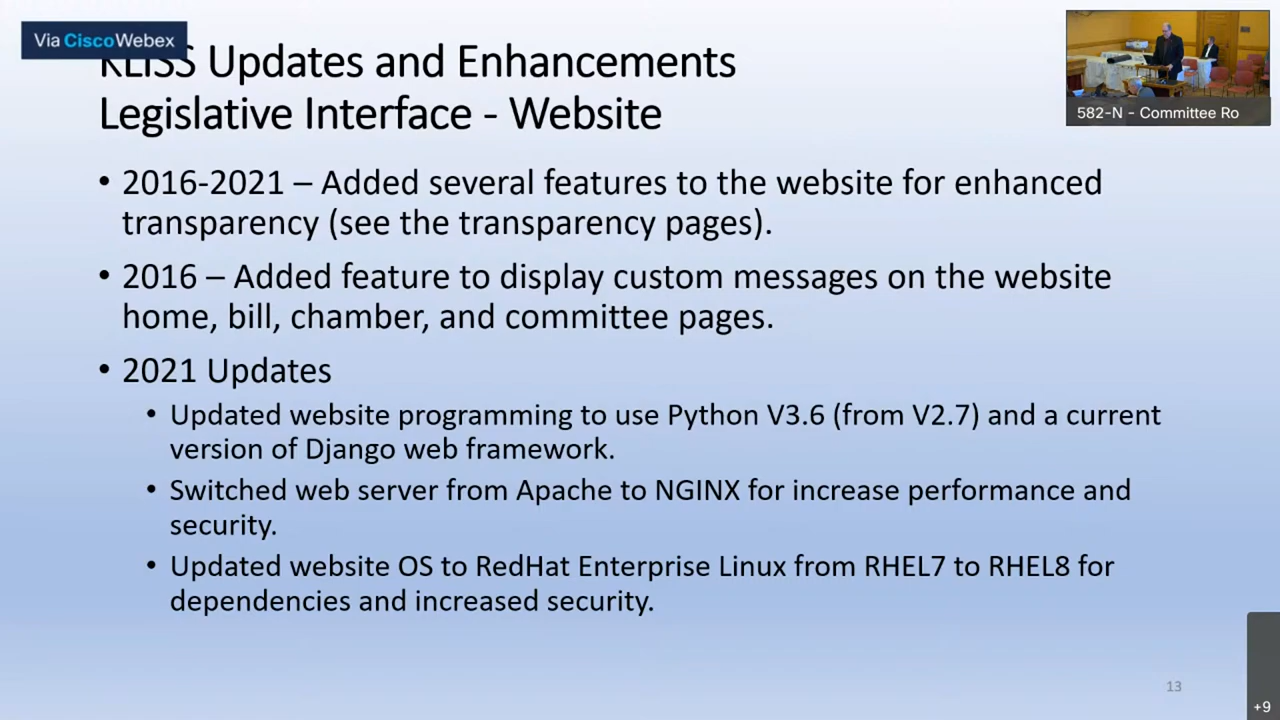 Via CiscoWebex
KLISS Updates and Enhancements
Legislative Interface - Website
582-N - Committee Ro
• 2016-2021 – Added several features to the website for enhanced
transparency (see the transparency pages).
• 2016 – Added feature to display custom messages on the website
home, bill, chamber, and committee pages.
• 2021 Updates
• Updated website programming to use Python V3.6 (from V2.7) and a current
version of Django web framework.
• Switched web server from Apache to NGINX for increase performance and
security.
• Updated website OS to RedHat Enterprise Linux from RHEL7 to RHEL8 for
dependencies and increased security.
13
+9